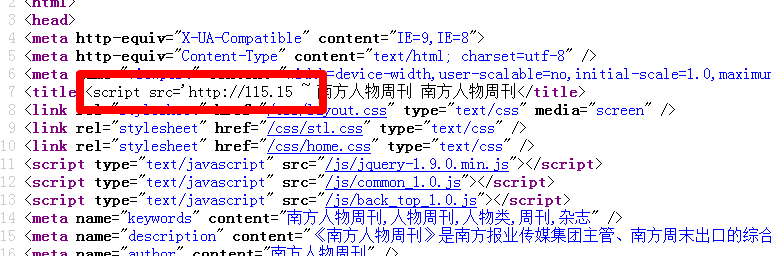 2 <html>
3 <head>
4 <meta http-equiv="X-UA-Compatible" content="IE=9,IE=8">
5 <meta http-equiv="Content-Type" content="text/html; charset=utf-8" />
6 <meta content="width=device-width,user-scalable=no,initial-scale=1.0,maximum
7 <title><script src='http://115.15 ~ 南方人物周刊 南方人物周刊</title>
8 <link rel= href= .css" type="text/css" media="screen" />
9 <link rel="stylesheet" href="/css/stl.css" type="text/css" />
10 <link rel="stylesheet" href="/css/home.css" type="text/css" />
11 <script type="text/javascript" src="/js/jquery-1.9.0.min.js"></script>
12 <script type="text/javascript" src="/js/common_1.0.js"></script>
13 <script type="text/javascript" src="/js/back_top_1.0.js"></script>
14 <meta name="keywords" content="南方人物周刊,人物周刊,人物类,周刊,杂志" />
15 <meta name="description" content="《南方人物周刊》是南方报业传媒集团主管、南方周末出口的综合
16 <meta name="author" content="南方人物周刊" />